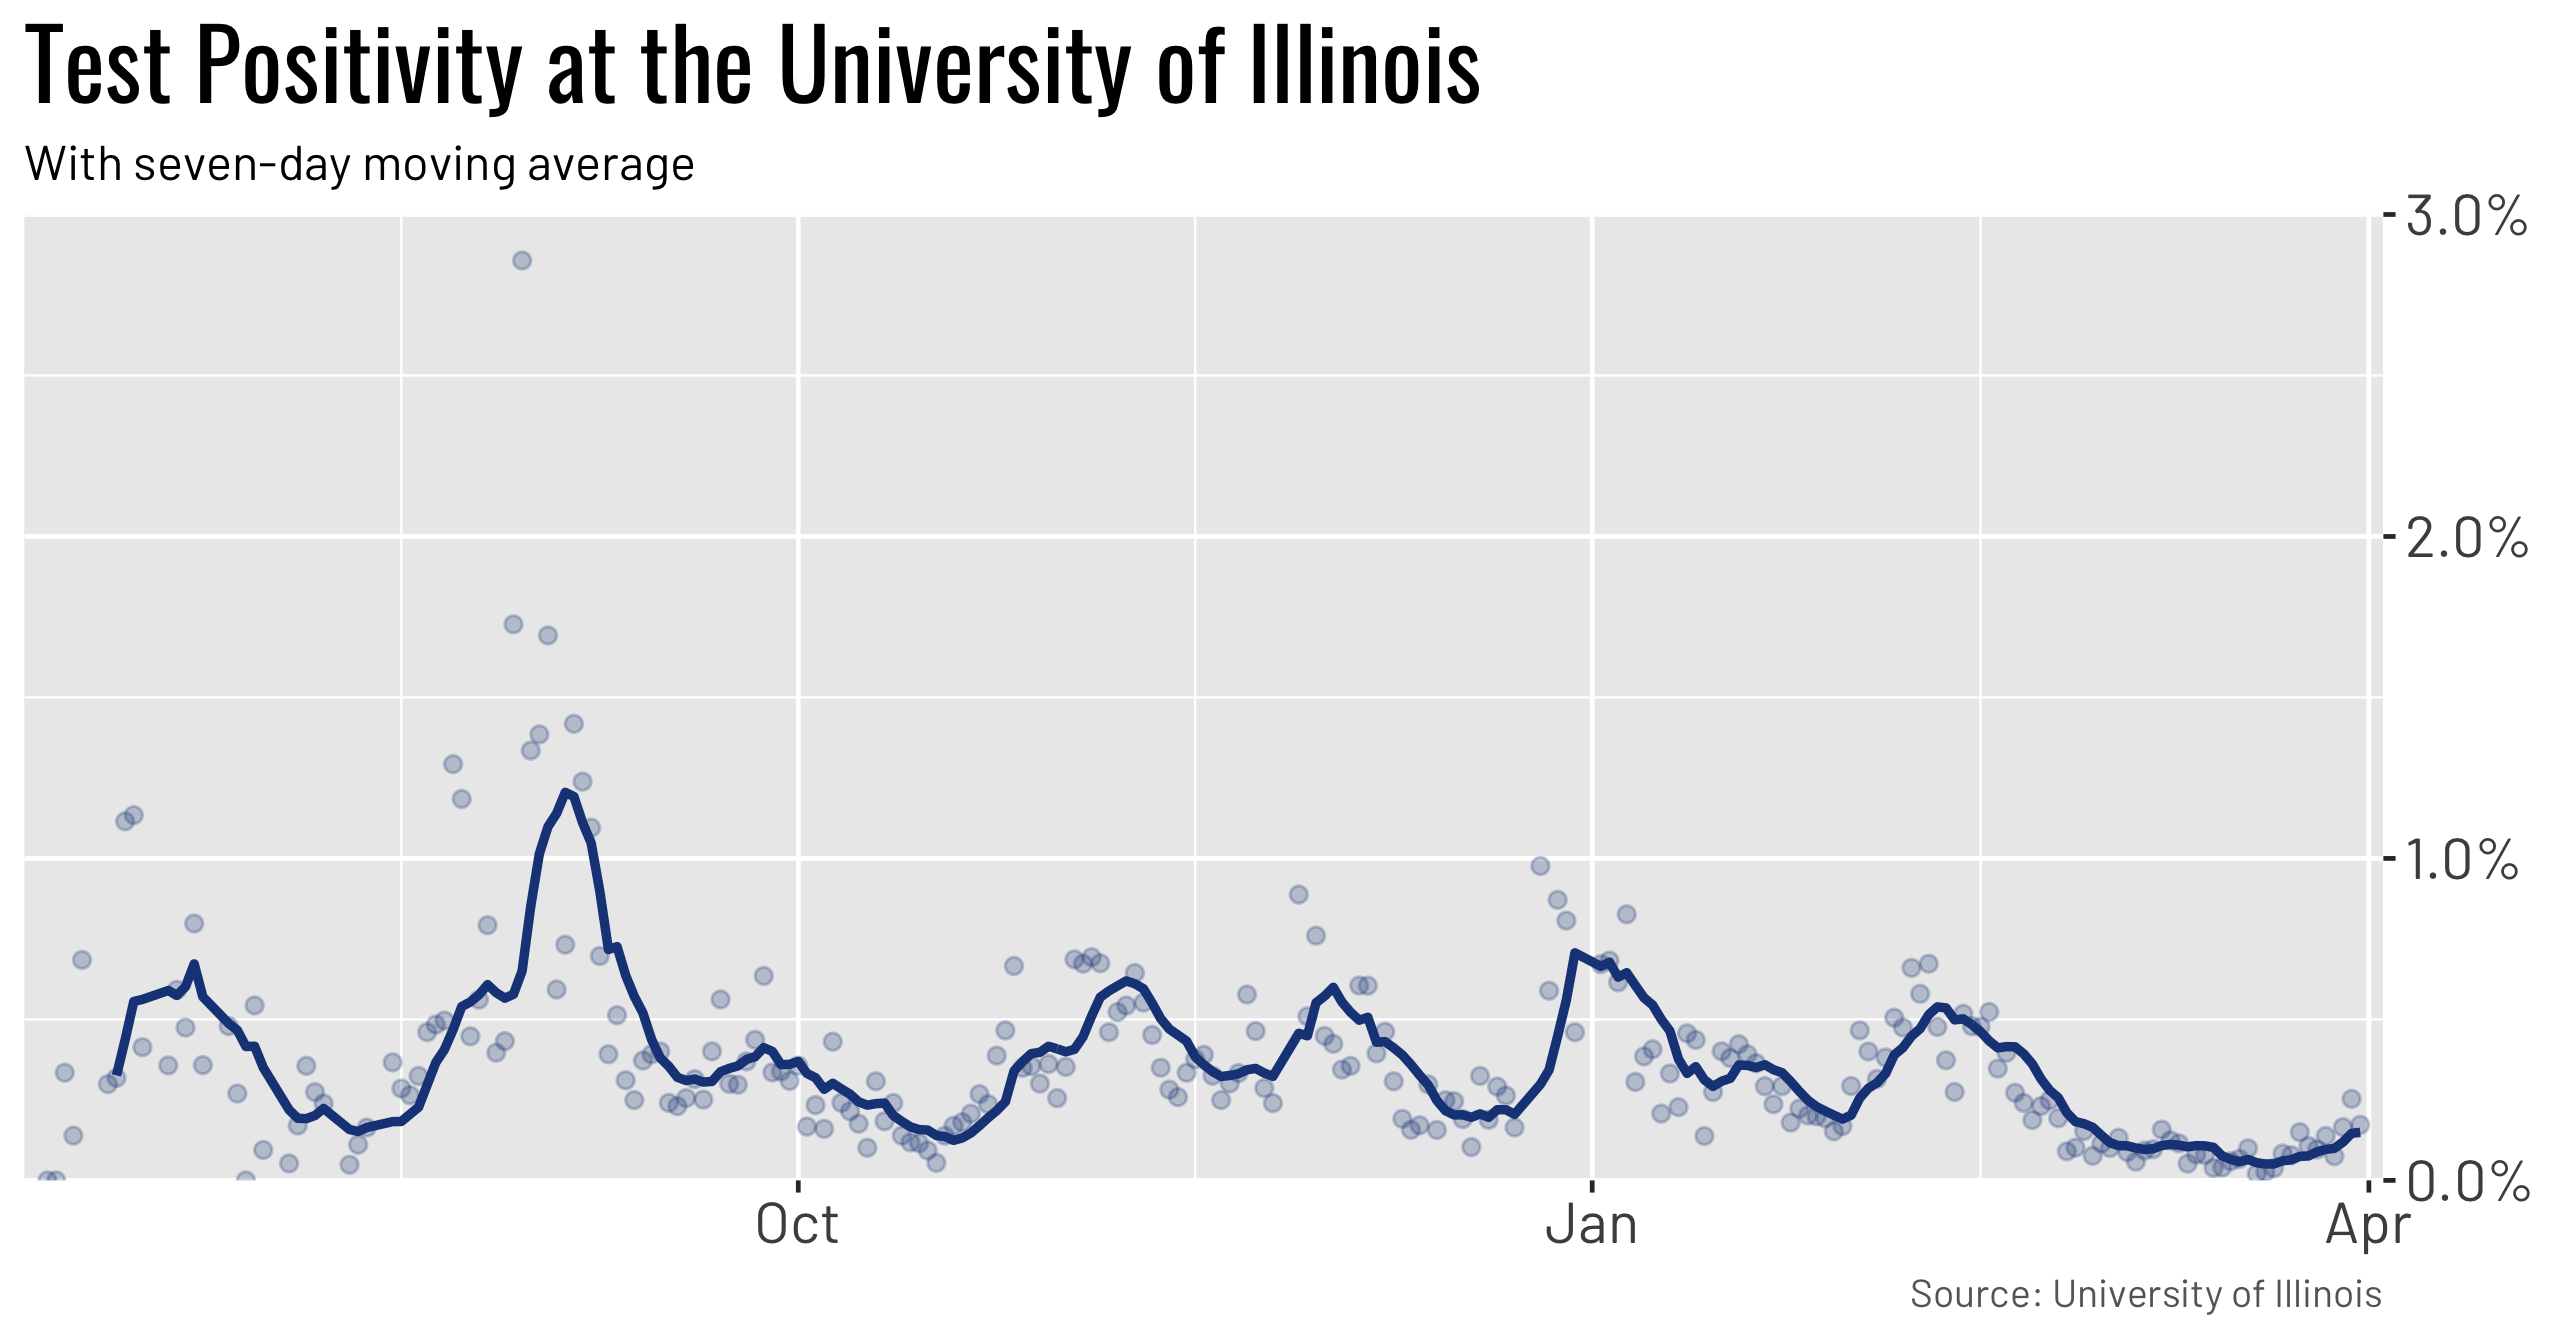 Test Positivity at the University of Illinois
With seven-day moving average
3.0%
2.0%
1.0%
0.0%
Oct Jan Apr
Source: University of Illinois